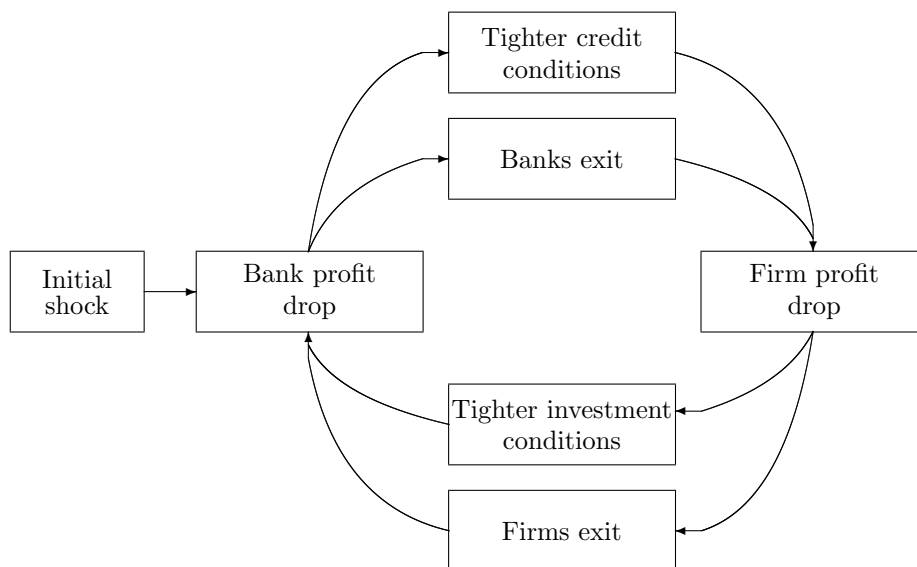 Tighter credit
conditions
Banks exit
Initial
shock
Bank profit
drop
Firm profit
drop
Tighter investment
conditions
Firms exit